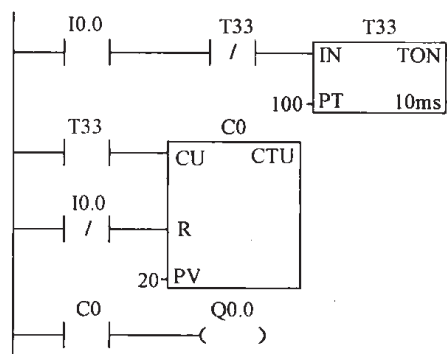 I0.0 T33 T33
IN TON
100 PT 10ms
T33 C0
CU CTU
I0.0
R
20 PV
C0 Q0.0